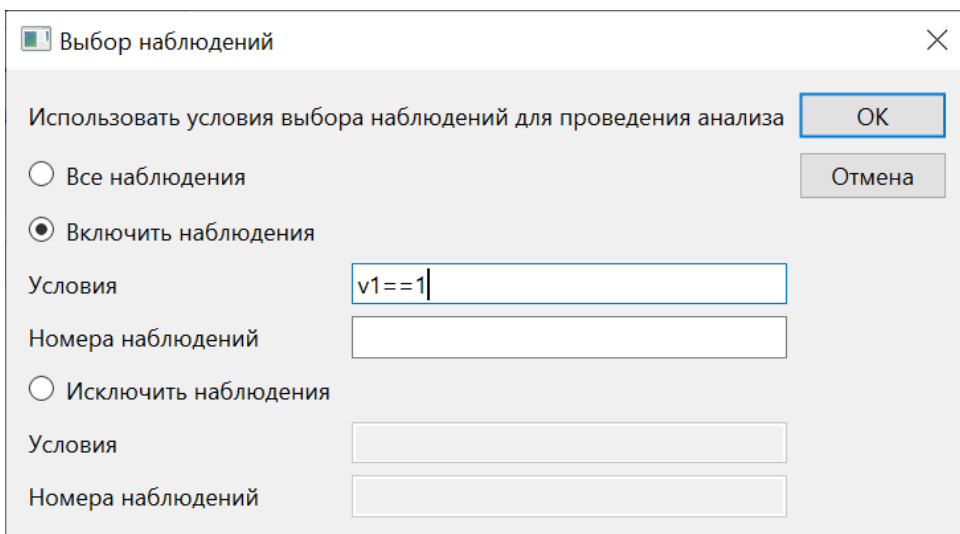 Выбор наблюдений
Использовать условия выбора наблюдений для проведения анализа
OK
Все наблюдения
Отмена
Включить наблюдения
Условия
v1==1
Номера наблюдений
Исключить наблюдения
Условия
Номера наблюдений